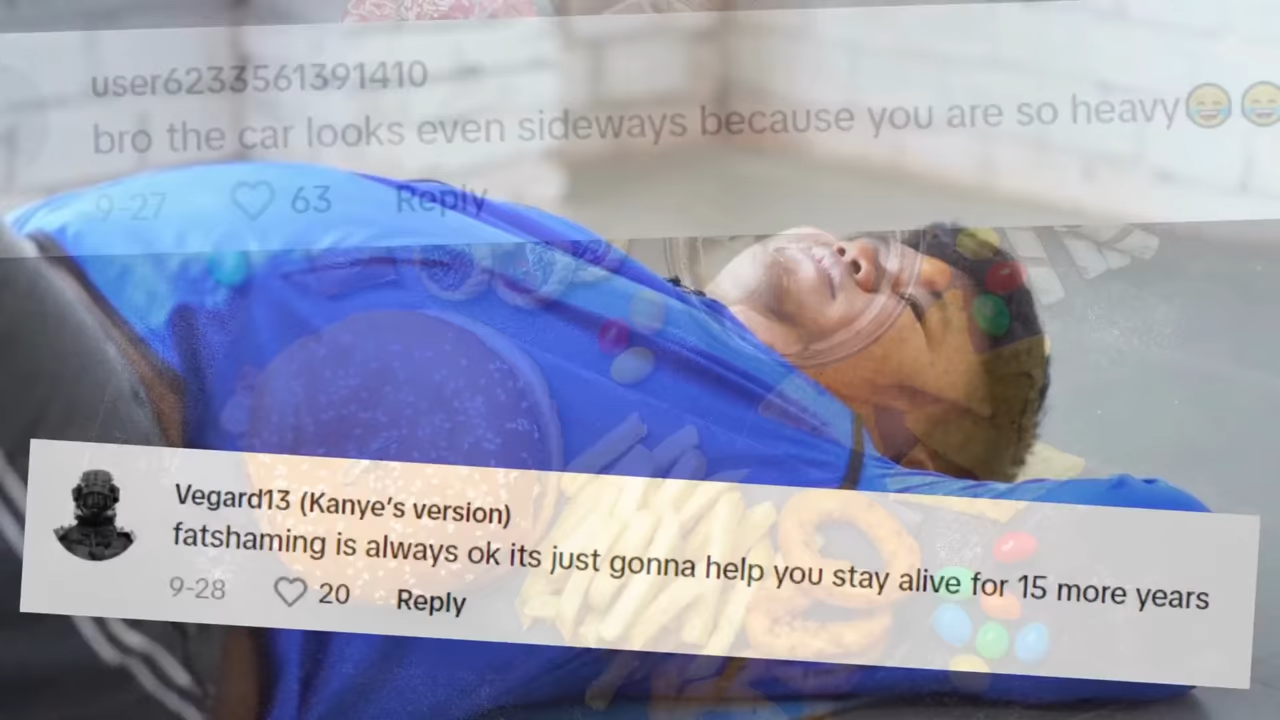 user6233561391410
bro the car looks even sideways because you are so heavy😂😂
9-27 63 Reply
Vegard13 (Kanye's version)
fatshaming is always ok its just gonna help you stay alive for 15 more years
9-28 20 Reply